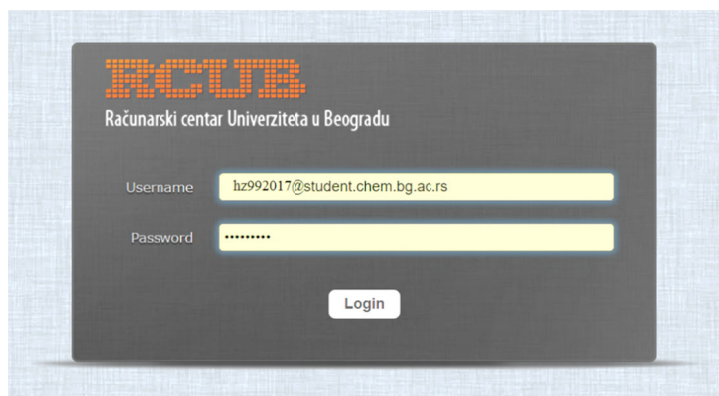 RCUB
Računarski centar Univerziteta u Beogradu
Username hz992017@student.chem.bg.ac.rs
Password •••••••••
Login